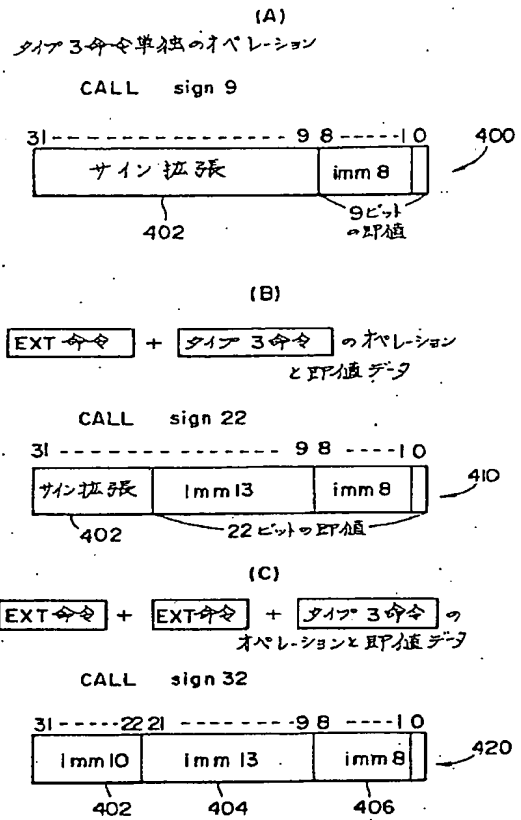 (A)
タイプ 3命令単独のオペレーション
CALL sign 9
31 - - - - - - - - - - - - - - - - 9 8 - - - - - 1 0
サイン拡張 imm 8
400
402
9ビット
の即値
(B)
EXT 命令 + タイプ 3命令 のオペレーション
と即値データ
CALL sign 22
31 - - - - - - - - - - - - - - - - 9 8 - - - - 1 0
サイン拡張 imm13 imm 8
410
402
22ビットの即値
(C)
EXT命令 + EXT命令 + タイプ 3命令 の
オペレーションと即値データ
CALL sign 32
31 - - - - - 22 21 - - - - - - - - - 9 8 - - - - 1 0
imm10 imm 13 imm 8
420
402 404 406